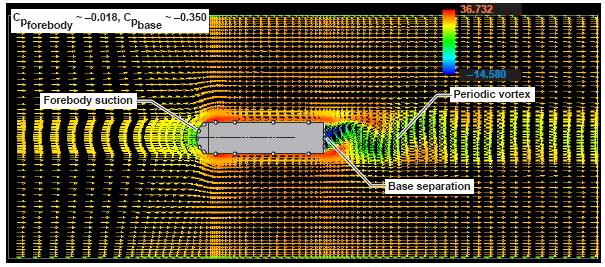 Cpforebody ~ –0.018, Cpbase ~ –0.350
36.732
–14.580
Periodic vortex
Forebody suction
Base separation